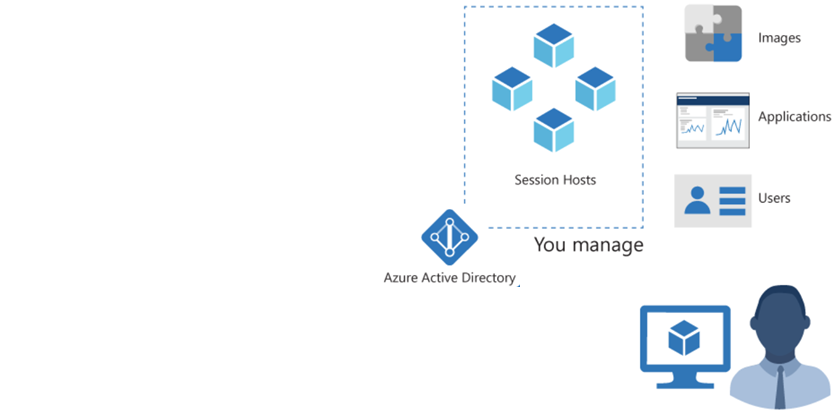 Images
Applications
Session Hosts
Users
You manage
Azure Active Directory